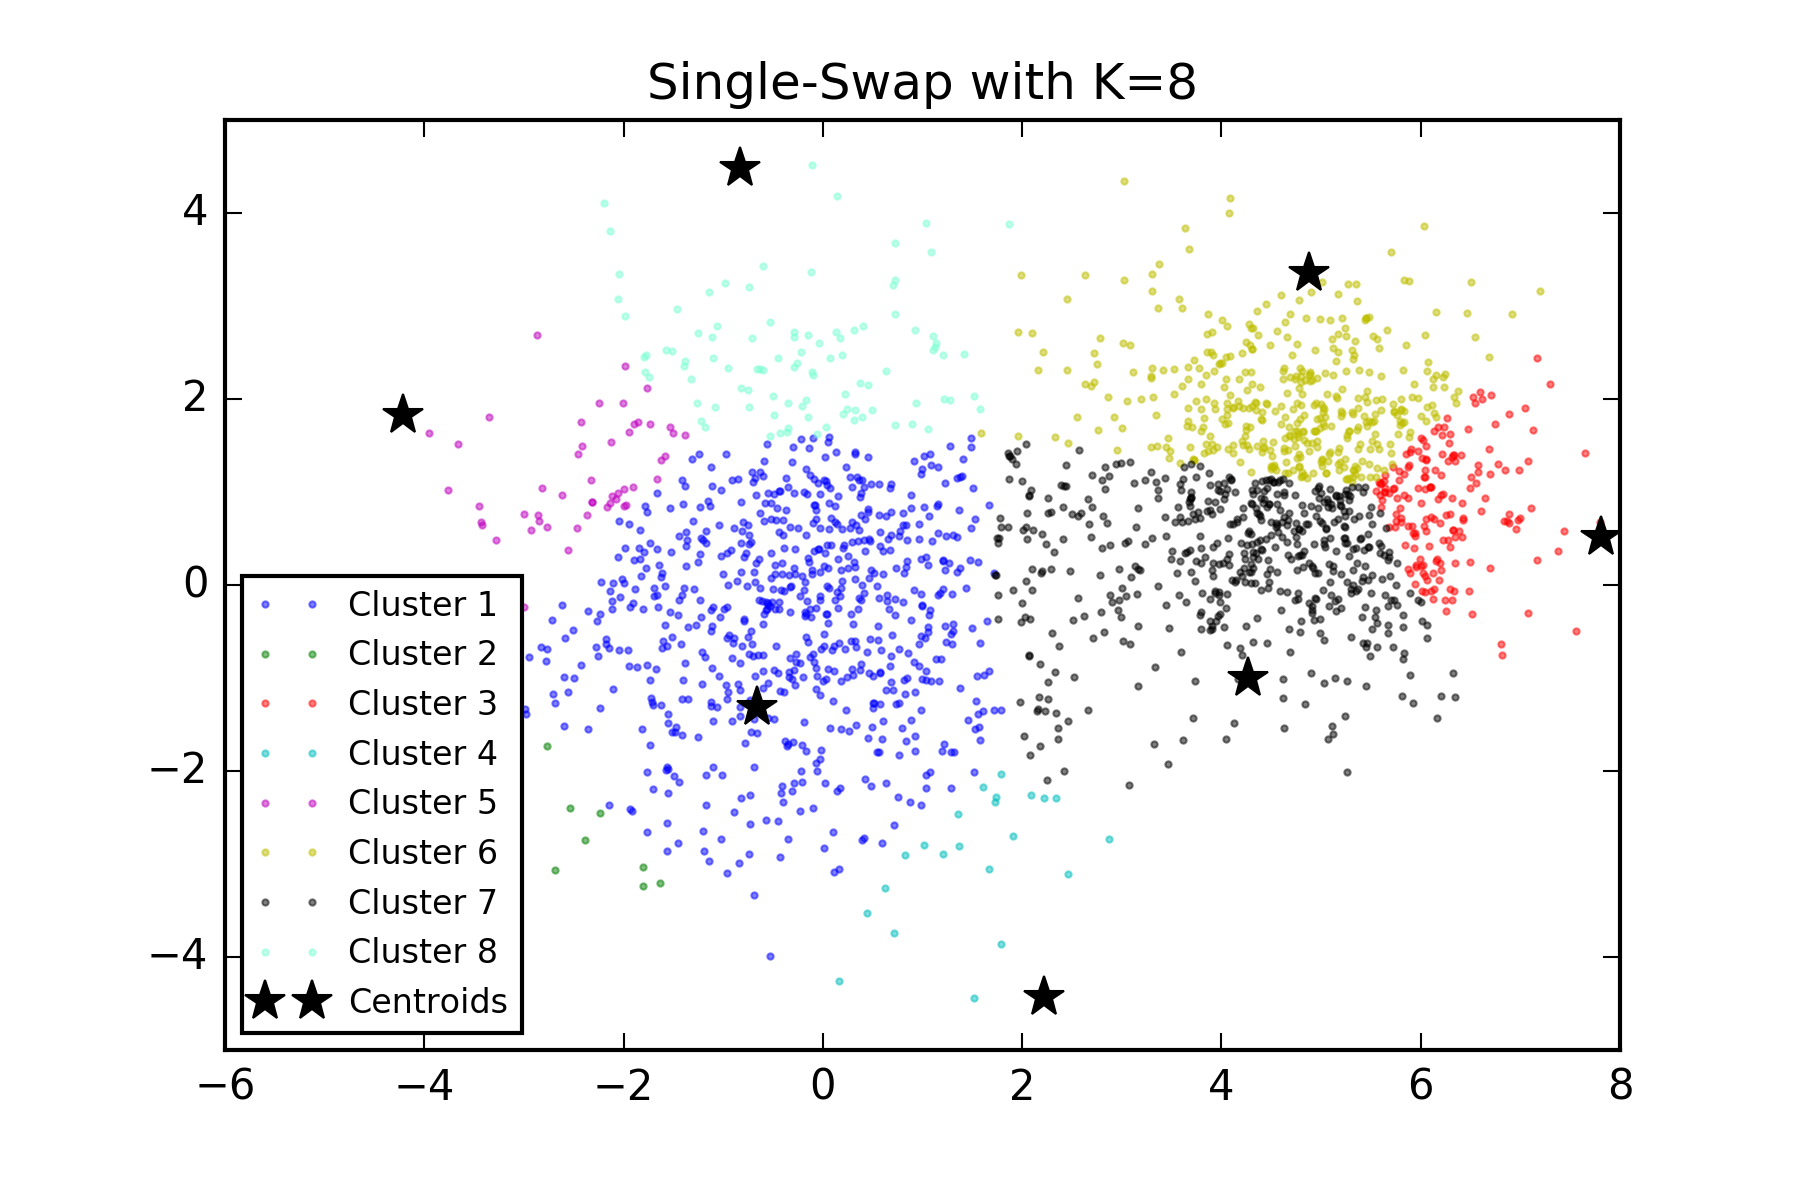 Single-Swap with K=8
4
2
0
−2
−4
Cluster 1
Cluster 2
Cluster 3
Cluster 4
Cluster 5
Cluster 6
Cluster 7
Cluster 8
Centroids
−6 −4 −2 0 2 4 6 8